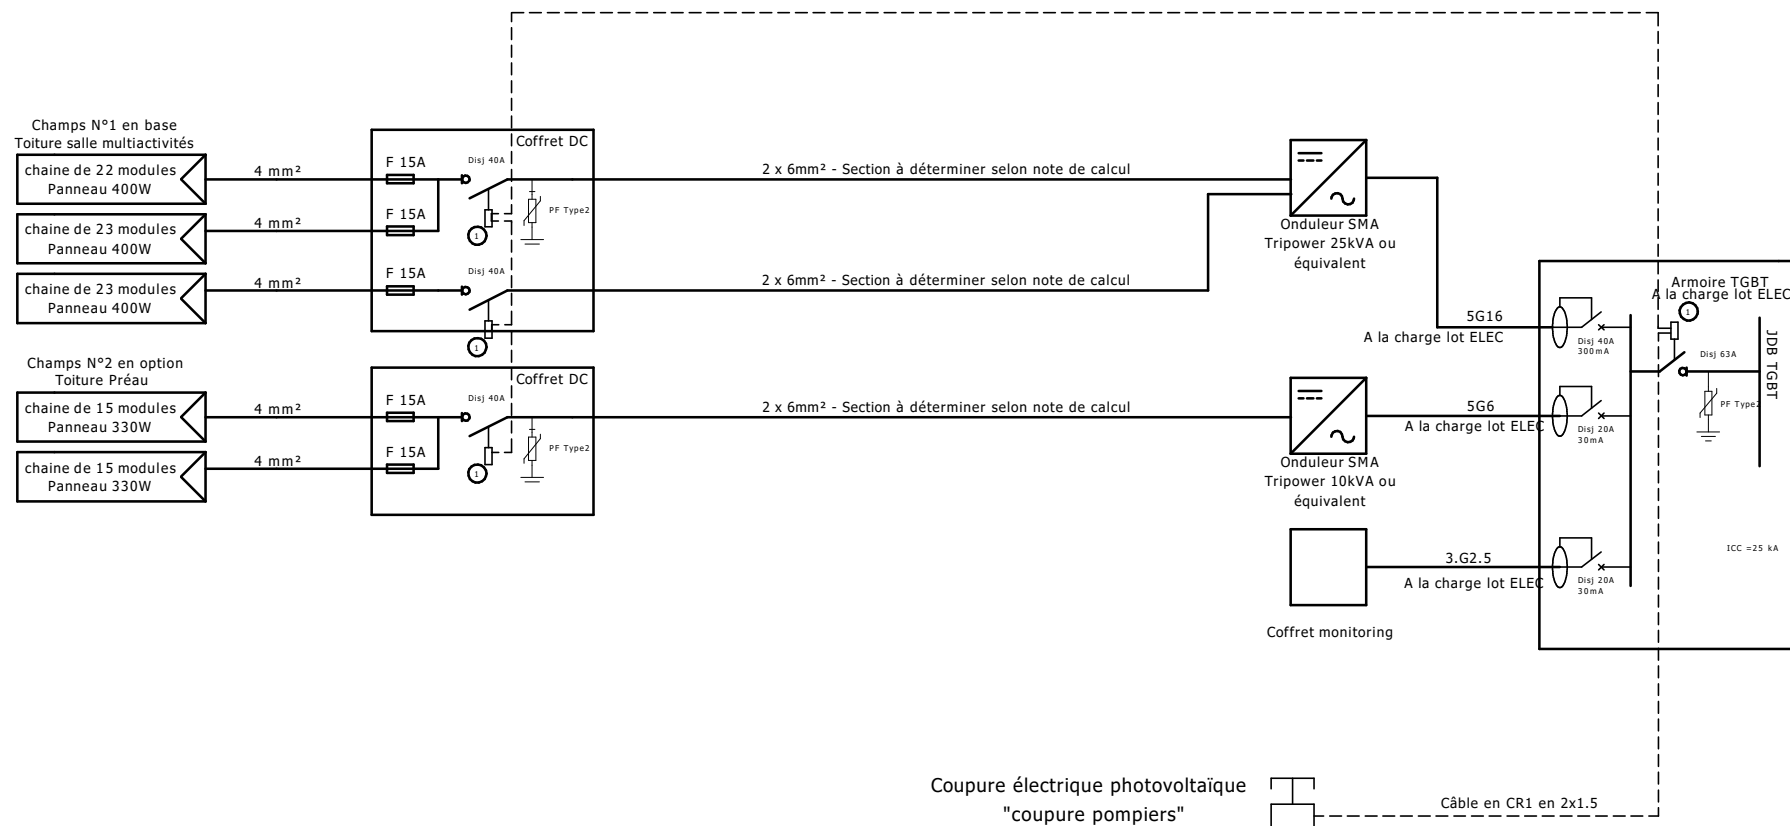 Champs N°1 en base
Toiture salle multiactivités
chaine de 22 modules
Panneau 400W
4 mm²
chaine de 23 modules
Panneau 400W
4 mm²
chaine de 23 modules
Panneau 400W
4 mm²
Coffret DC
F 15A
Disj 40A
F 15A
PF Type2
1
F 15A
Disj 40A
1
2 x 6mm² - Section à déterminer selon note de calcul
2 x 6mm² - Section à déterminer selon note de calcul
Onduleur SMA
Tripower 25kVA ou
équivalent
Champs N°2 en option
Toiture Préau
chaine de 15 modules
Panneau 330W
4 mm²
chaine de 15 modules
Panneau 330W
4 mm²
Coffret DC
F 15A
Disj 40A
F 15A
PF Type2
1
2 x 6mm² - Section à déterminer selon note de calcul
Onduleur SMA
Tripower 10kVA ou
équivalent
Coffret monitoring
5G16
A la charge lot ELEC
5G6
A la charge lot ELEC
3.G2.5
A la charge lot ELEC
Armoire TGBT
A la charge lot ELEC
1
Disj 40A
300mA
Disj 63A
JDB TGBT
PF Type2
Disj 20A
30mA
Disj 20A
30mA
ICC =25 kA
Coupure électrique photovoltaïque
"coupure pompiers"
Câble en CR1 en 2x1.5